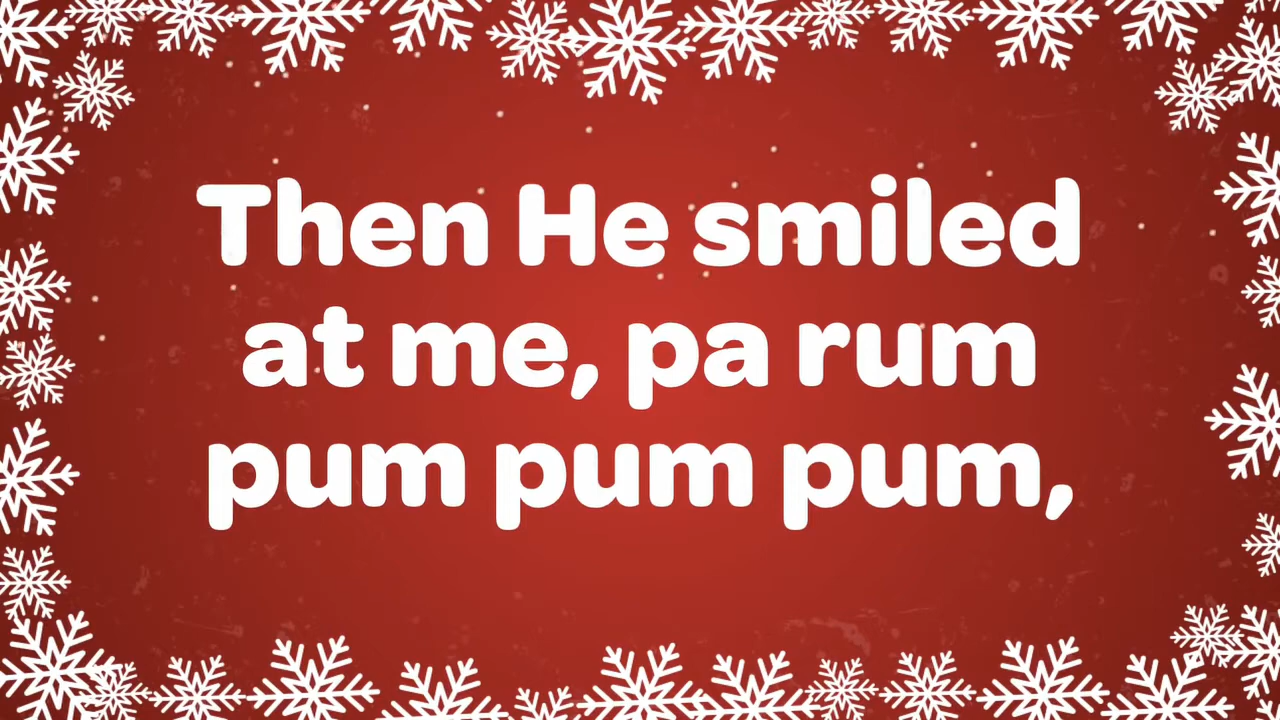 Then He smiled
at me, pa rum
pum pum pum,